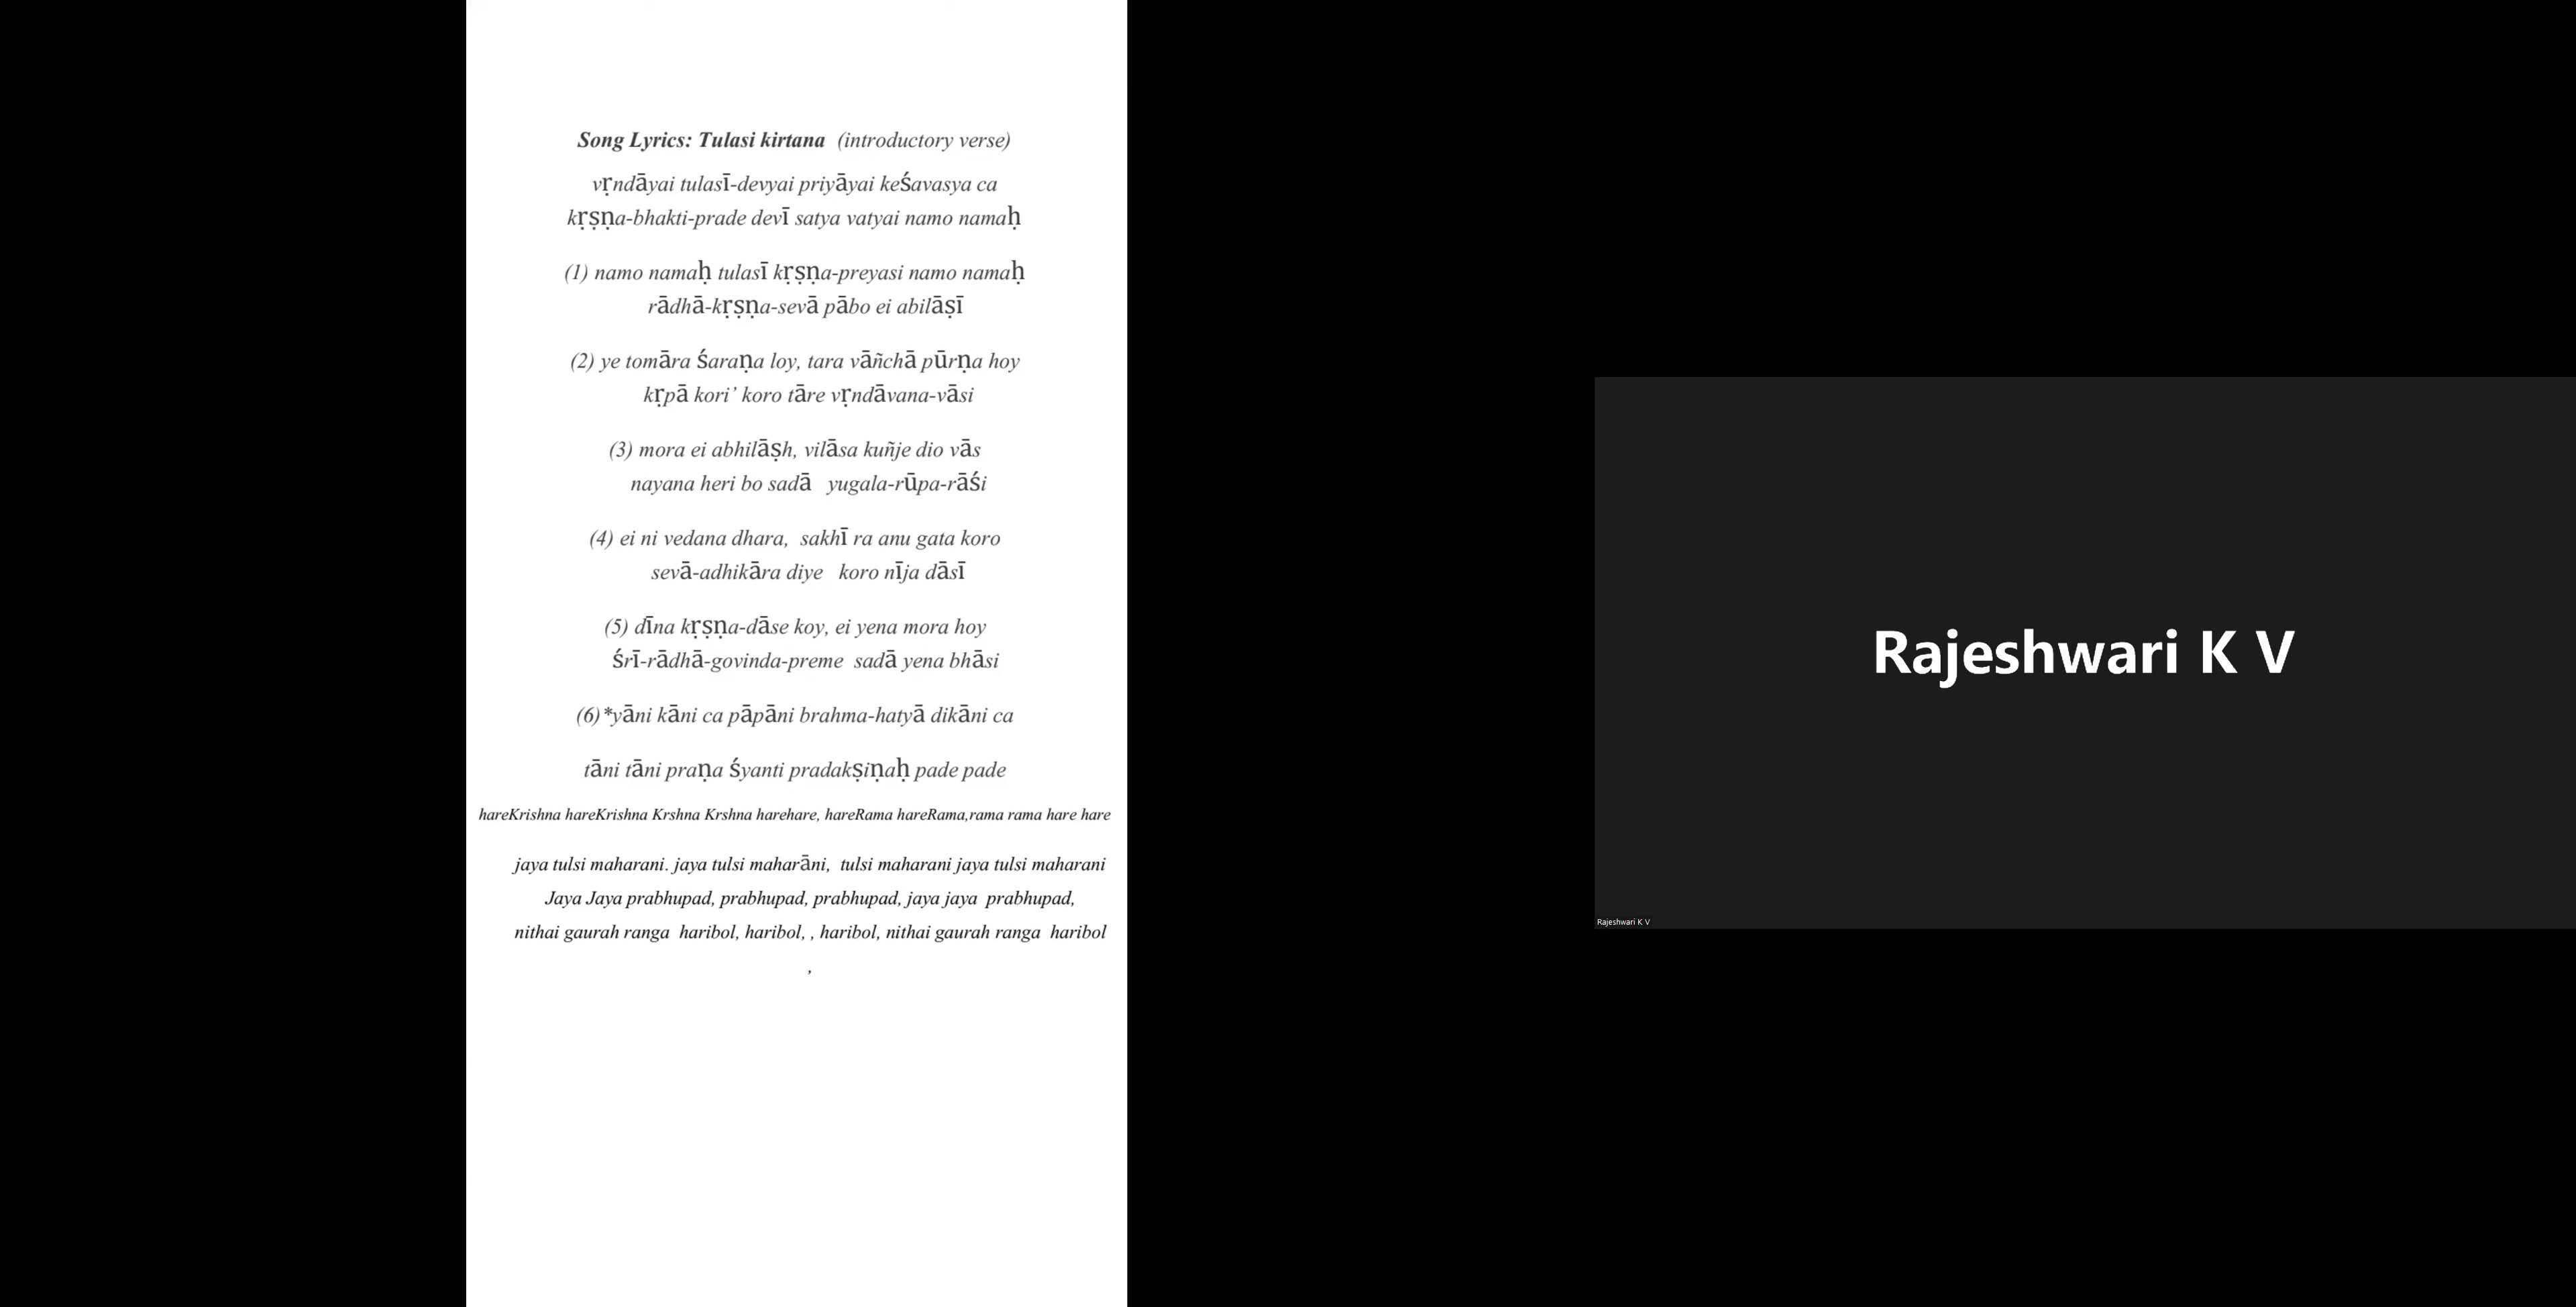 Song Lyrics: Tulasi kirtana (introductory verse)
vṛndāyai tulasī-devyai priyāyai keśavasya ca
kṛṣṇa-bhakti-prade devī satya vatyai namo namaḥ
(1) namo namaḥ tulasī kṛṣṇa-preyasi namo namaḥ
rādhā-kṛṣṇa-sevā pābo ei abilāṣī
(2) ye tomāra śaraṇa loy, tara vāñchā pūrṇa hoy
kṛpā kori’ koro tāre vṛndāvana-vāsi
(3) mora ei abhilāṣh, vilāsa kuñje dio vās
nayana heri bo sadā yugala-rūpa-rāśi
(4) ei ni vedana dhara, sakhī ra anu gata koro
sevā-adhikāra diye koro nīja dāsī
(5) dīna kṛṣṇa-dāse koy, ei yena mora hoy
śrī-rādhā-govinda-preme sadā yena bhāsi
(6)*yāni kāni ca pāpāni brahma-hatyā dikāni ca
tāni tāni praṇa śyanti pradakṣiṇaḥ pade pade
hareKrishna hareKrishna Krshna Krshna harehare, hareRama hareRama,rama rama hare hare
jaya tulsi maharani. jaya tulsi maharāni, tulsi maharani jaya tulsi maharani
Jaya Jaya prabhupad, prabhupad, prabhupad, jaya jaya prabhupad,
nithai gaurah ranga haribol, haribol, , haribol, nithai gaurah ranga haribol
,
Rajeshwari K V
Rajeshwari K V